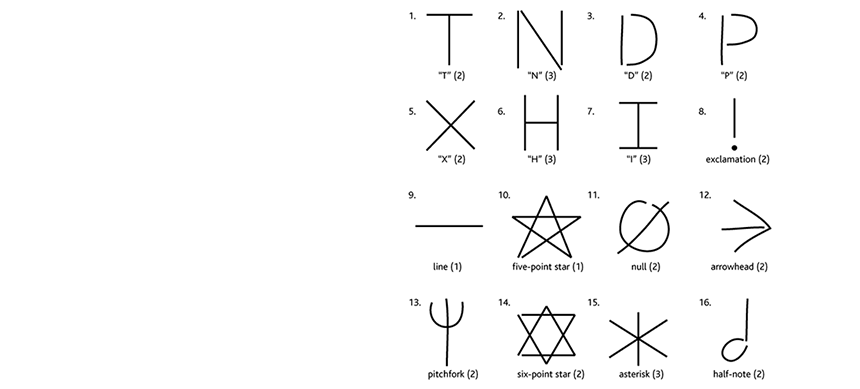 1. 2. 3. 4.
"T" (2) "N" (3) "D" (2) "P" (2)
5. 6. 7. 8.
"X" (2) "H" (3) "I" (3) exclamation (2)
9. 10. 11. 12.
line (1) five-point star (1) null (2) arrowhead (2)
13. 14. 15. 16.
pitchfork (2) six-point star (2) asterisk (3) half-note (2)